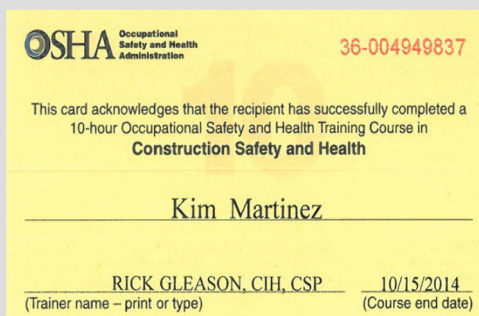 OSHA Occupational
Safety and Health
Administration
36-004949837
10
This card acknowledges that the recipient has successfully completed a
10-hour Occupational Safety and Health Training Course in
Construction Safety and Health
Kim Martinez
RICK GLEASON, CIH, CSP 10/15/2014
(Trainer name – print or type) (Course end date)